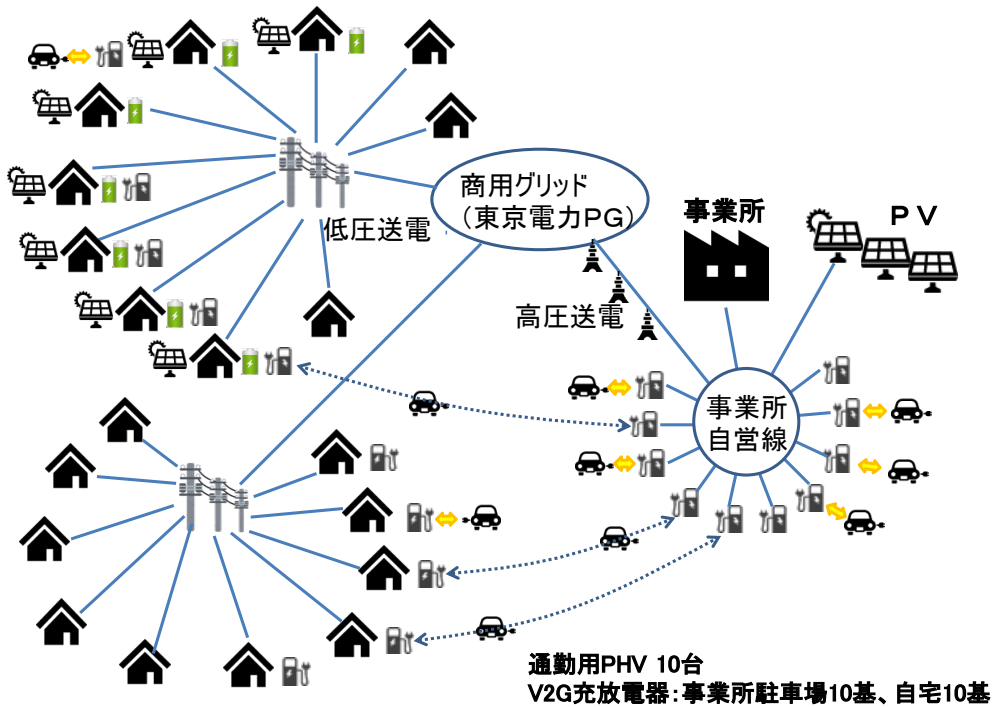 商用グリッド
（東京電力PG）
低圧送電
高圧送電
事業所
ＰＶ
事業所
自営線
通勤用PHV 10台
V2G充放電器：事業所駐車場10基、自宅10基